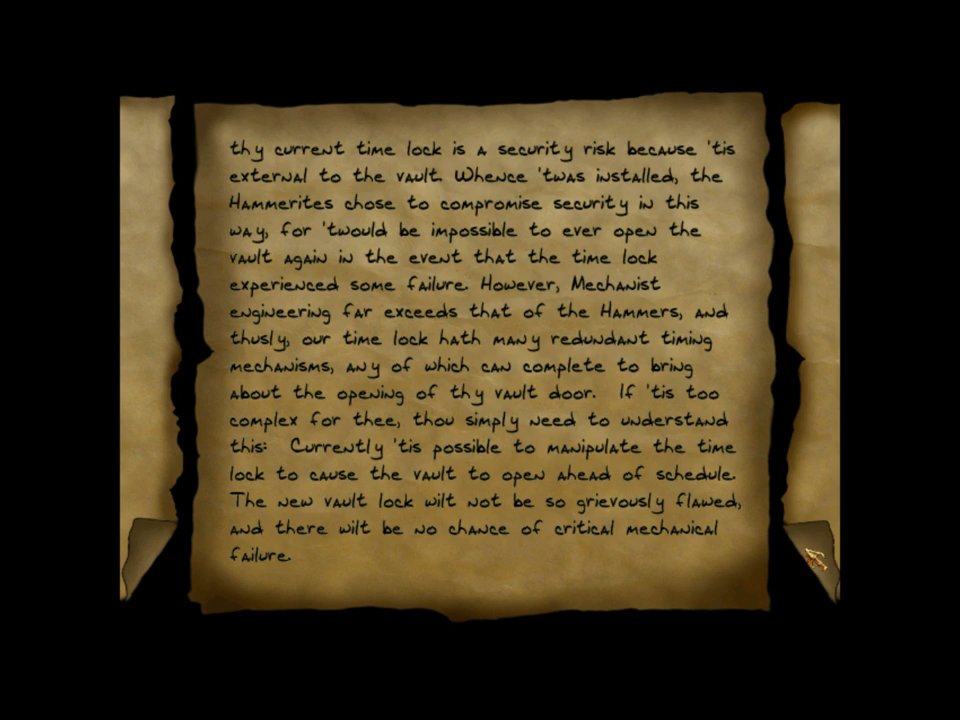 thy current time lock is a security risk because 'tis
external to the vault. Whence 'twas installed, the
Hammerites chose to compromise security in this
way, for 'twould be impossible to ever open the
vault again in the event that the time lock
experienced some failure. However, Mechanist
engineering far exceeds that of the Hammers, and
thusly, our time lock hath many redundant timing
mechanisms, any of which can complete to bring
about the opening of thy vault door.  If 'tis too
complex for thee, thou simply need to understand
this:  Currently 'tis possible to manipulate the time
lock to cause the vault to open ahead of schedule.
The new vault lock wilt not be so grievously flawed,
and there wilt be no chance of critical mechanical
failure.